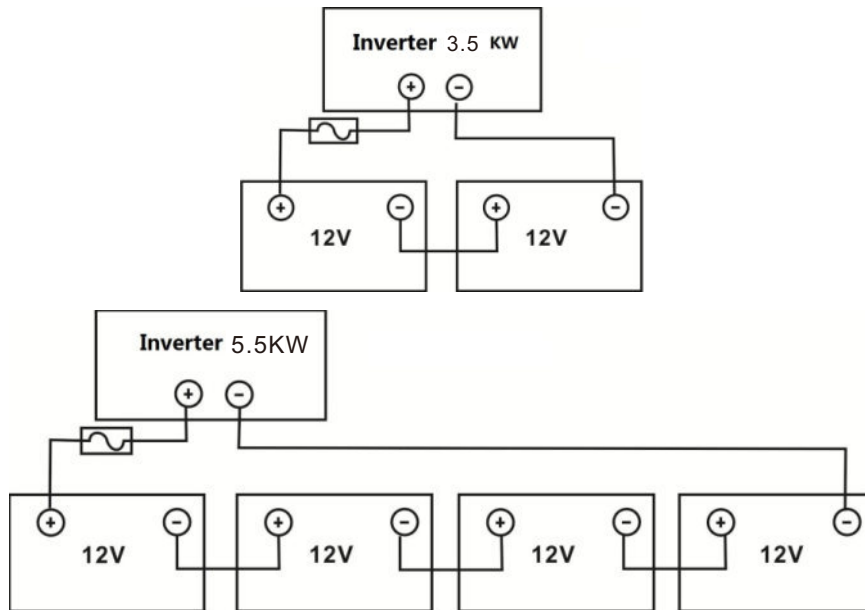 Inverter 3.5 KW
+ −
+ − + −
12V 12V
Inverter 5.5KW
+ −
+ − + − + − + −
12V 12V 12V 12V